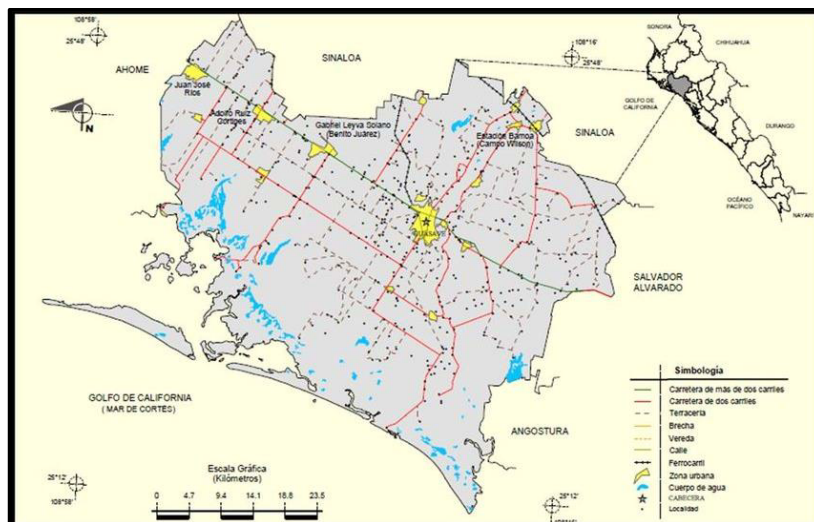 108°58'
25°48'
AHOME
SINALOA
108°16'
25°48'
SONORA
CHIHUAHUA
GOLFO DE
CALIFORNIA
DURANGO
OCÉANO
PACÍFICO
NAYARIT
N
Juan José
Ríos
Adolfo Ruiz
Cortines
Gabriel Leyva Solano
(Benito Juárez)
Estación Bamoa
(Campo Wilson)
SINALOA
GUASAVE
SALVADOR
ALVARADO
GOLFO DE CALIFORNIA
( MAR DE CORTÉS)
ANGOSTURA
25°12'
108°58'
Escala Gráfica
(Kilómetros)
0 4.7 9.4 14.1 18.8 23.5
25°12'
Simbología
Carretera de más de dos carriles
Carretera de dos carriles
Terracería
Brecha
Vereda
Calle
Ferrocarril
Zona urbana
Cuerpo de agua
CABECERA
Localidad